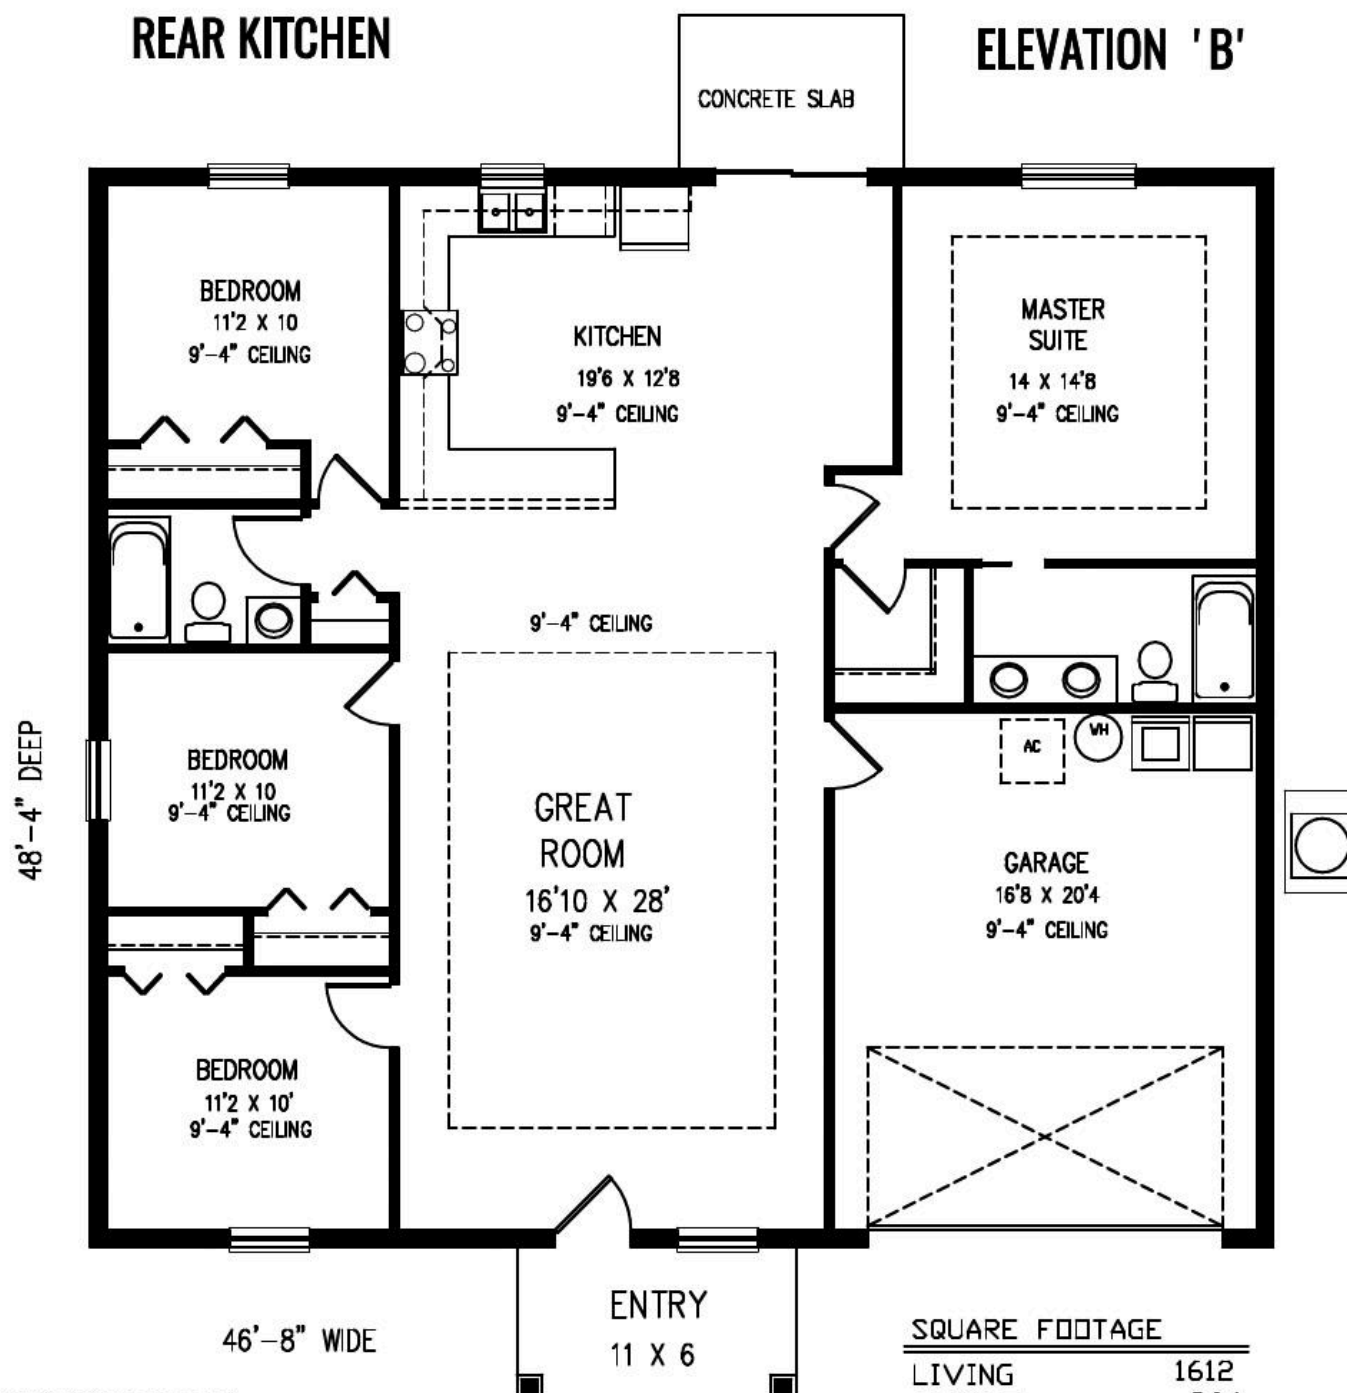 REAR KITCHEN
ELEVATION 'B'
CONCRETE SLAB
BEDROOM
11'2 X 10
9'-4" CEILING
KITCHEN
19'6 X 12'8
9'-4" CEILING
MASTER
SUITE
14 X 14'8
9'-4" CEILING
9'-4" CEILING
48'-4" DEEP
BEDROOM
11'2 X 10
9'-4" CEILING
GREAT
ROOM
16'10 X 28'
9'-4" CEILING
AC
WH
GARAGE
16'8 X 20'4
9'-4" CEILING
BEDROOM
11'2 X 10'
9'-4" CEILING
46'-8" WIDE
ENTRY
11 X 6
SQUARE FOOTAGE
LIVING 1612